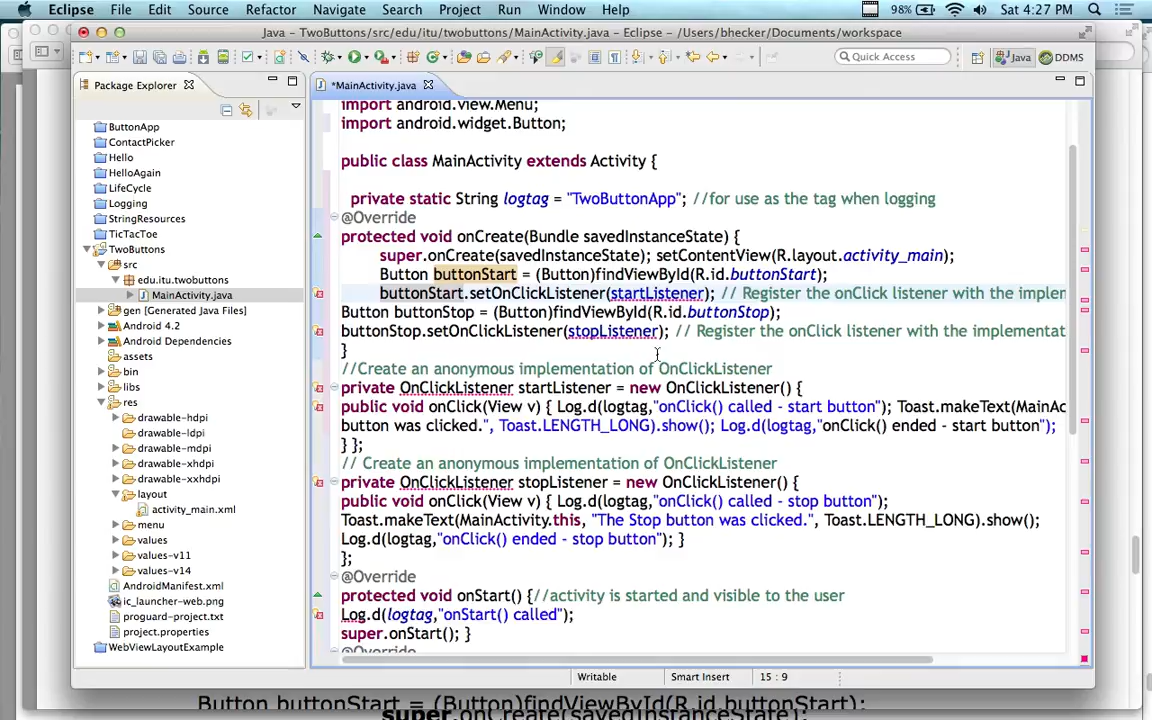 Eclipse File Edit Source Refactor Navigate Search Project Run Window Help 98% Sat 4:27 PM
Java – TwoButtons/src/edu/itu/twobuttons/MainActivity.java – Eclipse – /Users/bhecker/Documents/workspace
Quick Access Java DDMS
Package Explorer
ButtonApp
ContactPicker
Hello
HelloAgain
LifeCycle
Logging
StringResources
TicTacToe
TwoButtons
src
edu.itu.twobuttons
MainActivity.java
gen [Generated Java Files]
Android 4.2
Android Dependencies
assets
bin
libs
res
drawable-hdpi
drawable-ldpi
drawable-mdpi
drawable-xhdpi
drawable-xxhdpi
layout
activity_main.xml
menu
values
values-v11
values-v14
AndroidManifest.xml
ic_launcher-web.png
proguard-project.txt
project.properties
WebViewLayoutExample
*MainActivity.java
import android.view.Menu;
import android.widget.Button;
public class MainActivity extends Activity {
private static String logtag = "TwoButtonApp"; //for use as the tag when logging
@Override
protected void onCreate(Bundle savedInstanceState) {
super.onCreate(savedInstanceState); setContentView(R.layout.activity_main);
Button buttonStart = (Button)findViewById(R.id.buttonStart);
buttonStart.setOnClickListener(startListener); // Register the onClick listener with the implem
Button buttonStop = (Button)findViewById(R.id.buttonStop);
buttonStop.setOnClickListener(stopListener); // Register the onClick listener with the implementat
}
//Create an anonymous implementation of OnClickListener
private OnClickListener startListener = new OnClickListener() {
public void onClick(View v) { Log.d(logtag,"onClick() called - start button"); Toast.makeText(MainAc
button was clicked.", Toast.LENGTH_LONG).show(); Log.d(logtag,"onClick() ended - start button");
} };
// Create an anonymous implementation of OnClickListener
private OnClickListener stopListener = new OnClickListener() {
public void onClick(View v) { Log.d(logtag,"onClick() called - stop button");
Toast.makeText(MainActivity.this, "The Stop button was clicked.", Toast.LENGTH_LONG).show();
Log.d(logtag,"onClick() ended - stop button"); }
};
@Override
protected void onStart() {//activity is started and visible to the user
Log.d(logtag,"onStart() called");
super.onStart(); }
@Override
Writable Smart Insert 15 : 9
Button buttonStart = (Button)findViewById(R.id.buttonStart);
super.onCreate(savedInstanceState);